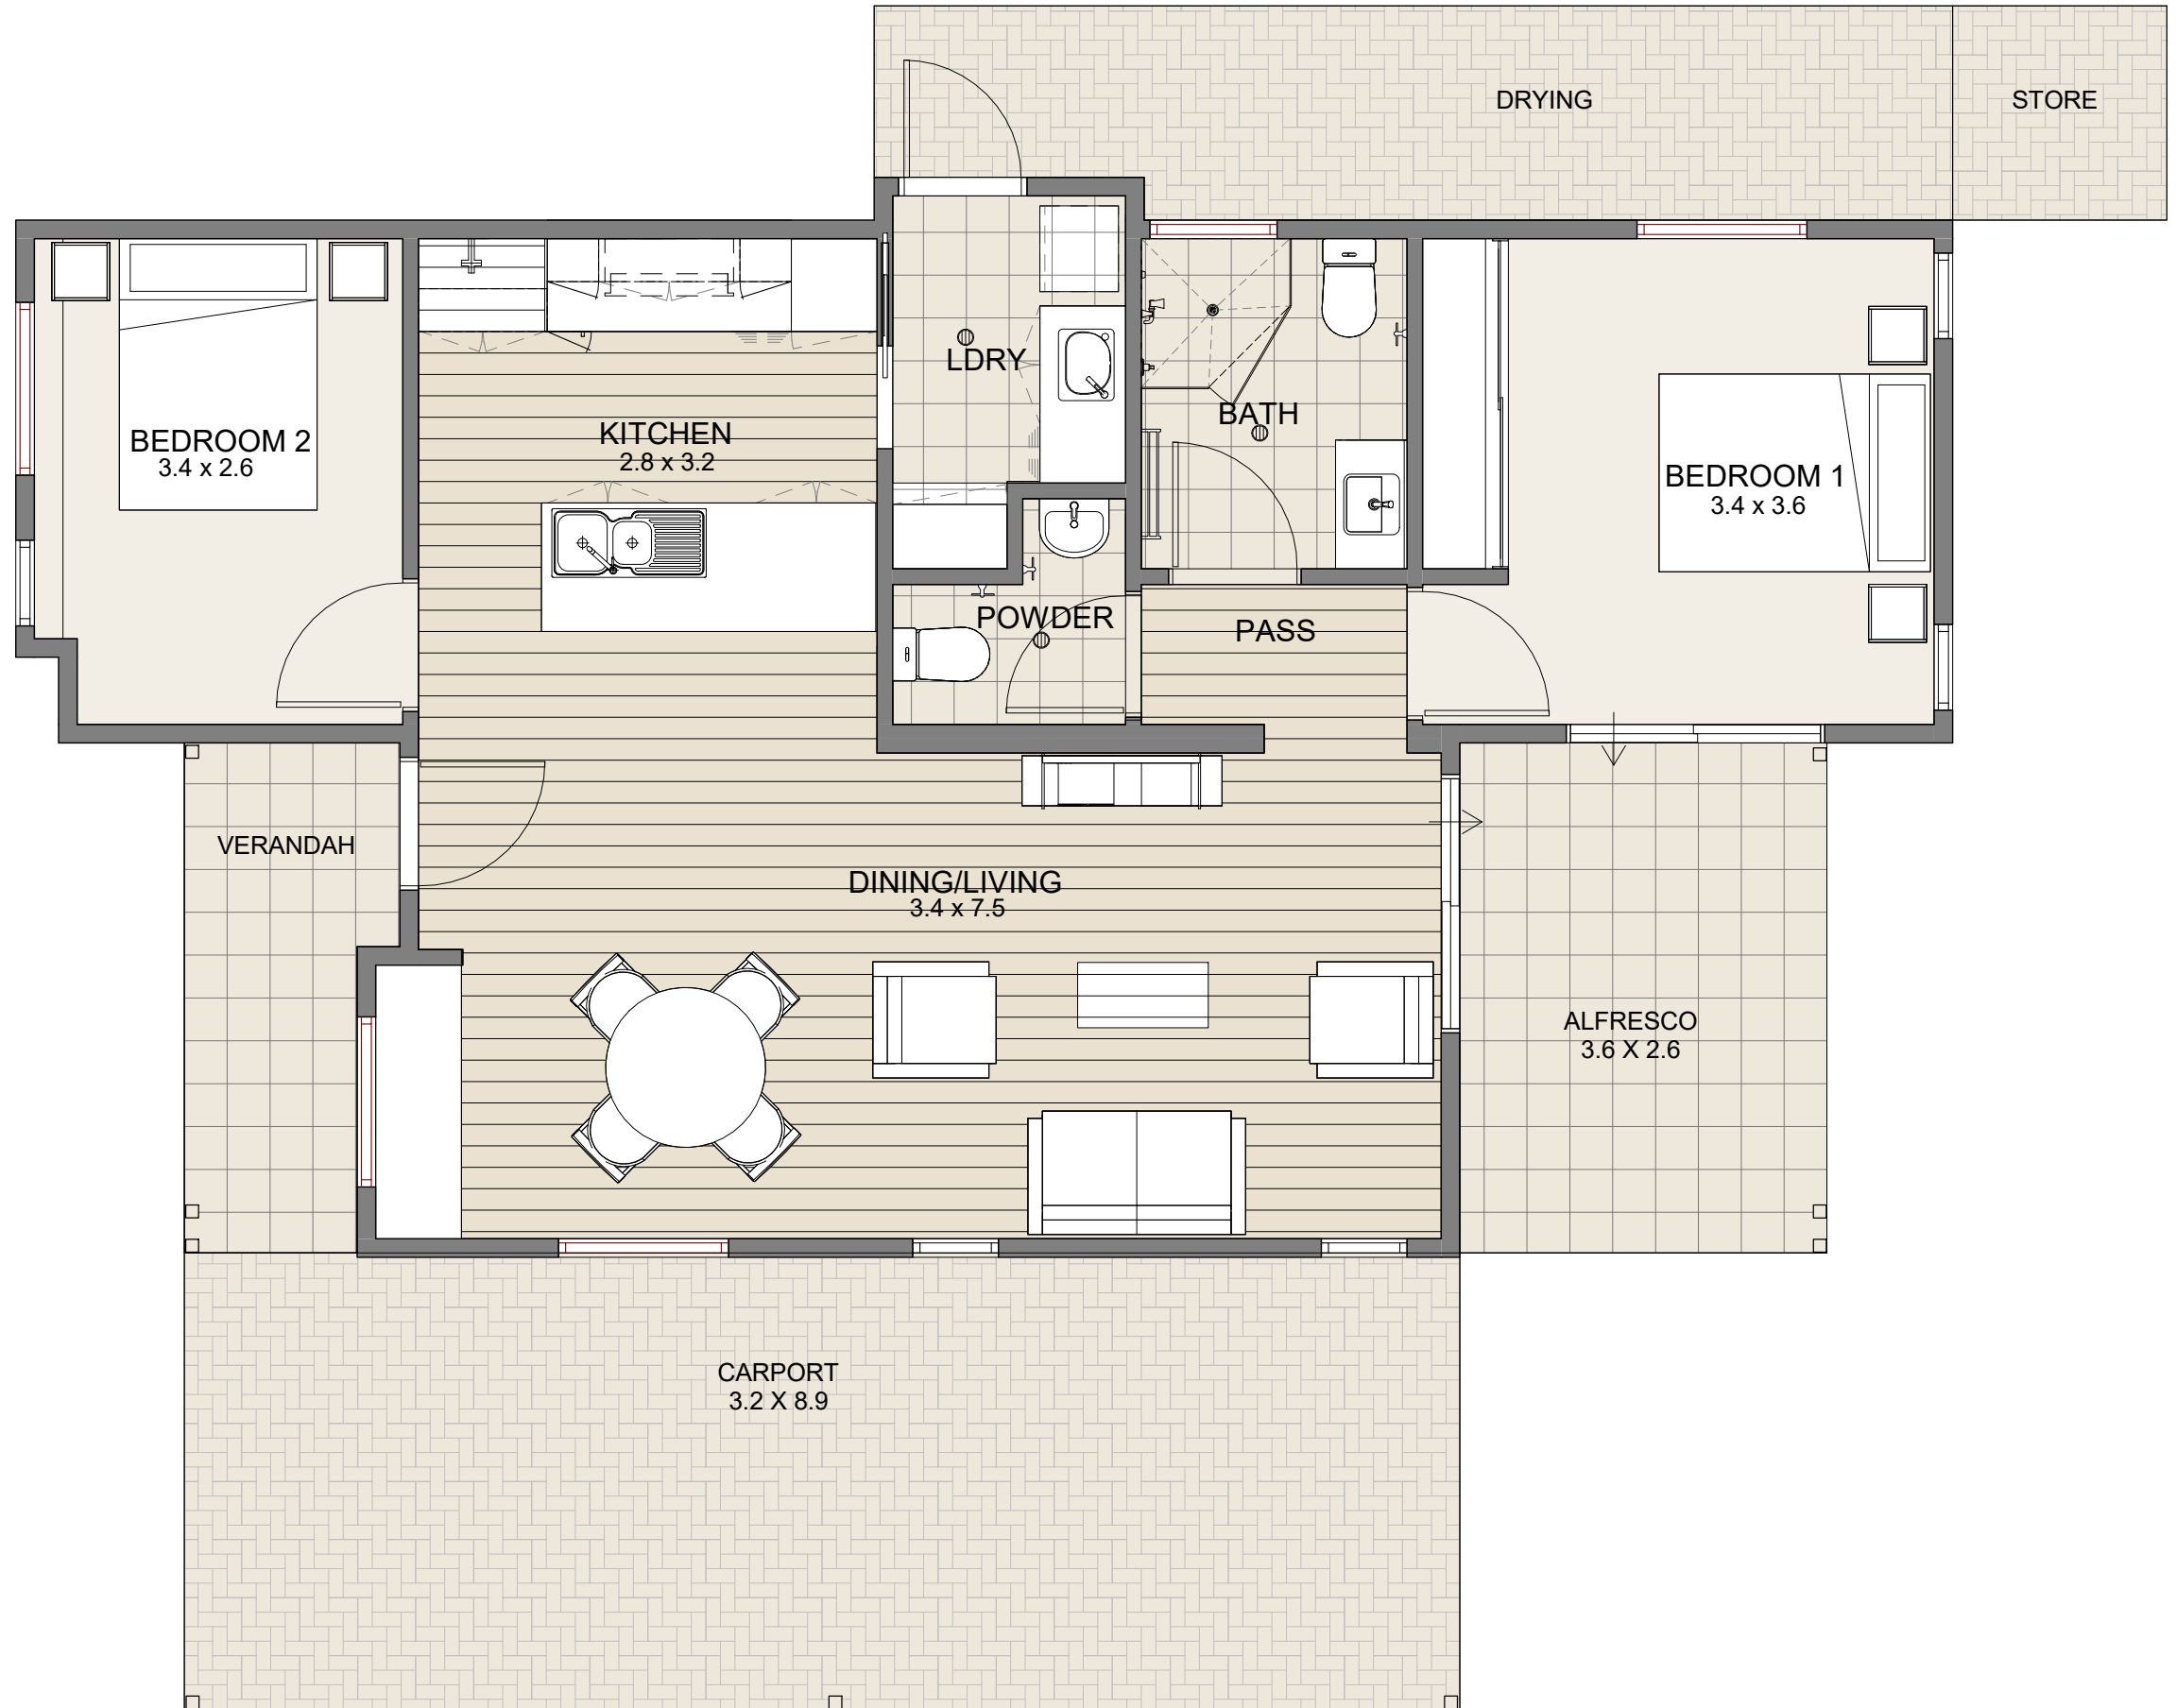 DRYING
STORE
LDRY
BATH
KITCHEN
2.8 x 3.2
BEDROOM 2
3.4 x 2.6
BEDROOM 1
3.4 x 3.6
POWDER
PASS
VERANDAH
DINING/LIVING
3.4 x 7.5
ALFRESCO
3.6 X 2.6
CARPORT
3.2 X 8.9